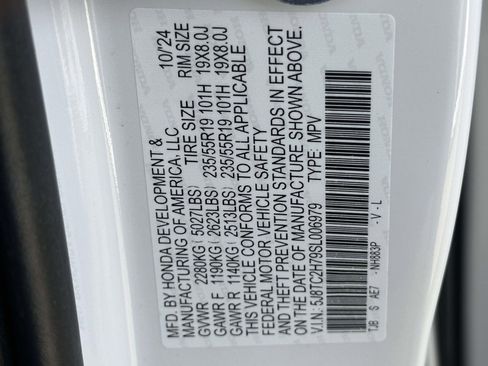 MFD. BY HONDA DEVELOPMENT & 10/'24
MANUFACTURING OF AMERICA, LLC
TIRE SIZE RIM SIZE
GVWR 2280KG (5027LBS)
GAWR F 1190KG (2623LBS) 235/55R19 101H 19X8.0J
GAWR R 1140KG (2513LBS) 235/55R19 101H 19X8.0J
THIS VEHICLE CONFORMS TO ALL APPLICABLE
FEDERAL MOTOR VEHICLE SAFETY
AND THEFT PREVENTION STANDARDS IN EFFECT
ON THE DATE OF MANUFACTURE SHOWN ABOVE.
V.I.N.: 5J8TC2H79SL006979 TYPE: MPV
TJB S AE7 NH883P - V - L